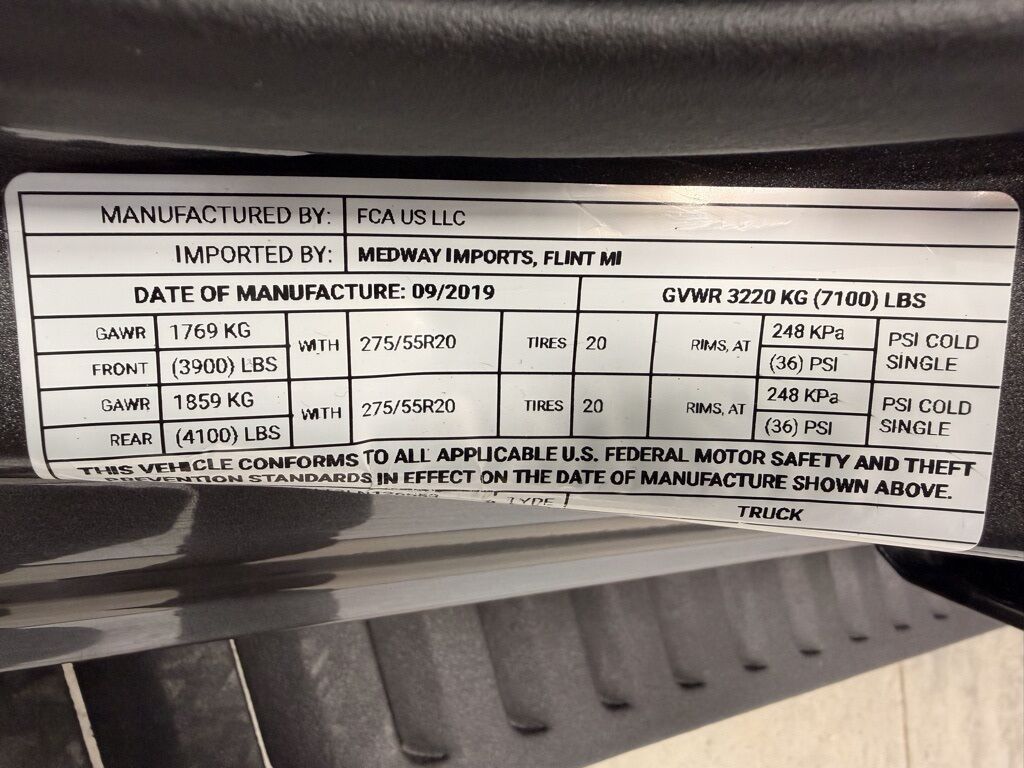 MANUFACTURED BY: FCA US LLC
IMPORTED BY: MEDWAY IMPORTS, FLINT MI
DATE OF MANUFACTURE: 09/2019 GVWR 3220 KG (7100) LBS
GAWR 1769 KG WITH 275/55R20 TIRES 20 RIMS, AT 248 KPa PSI COLD
FRONT (3900) LBS (36) PSI SINGLE
GAWR 1859 KG WITH 275/55R20 TIRES 20 RIMS, AT 248 KPa PSI COLD
REAR (4100) LBS (36) PSI SINGLE
THIS VEHICLE CONFORMS TO ALL APPLICABLE U.S. FEDERAL MOTOR SAFETY AND THEFT
PREVENTION STANDARDS IN EFFECT ON THE DATE OF MANUFACTURE SHOWN ABOVE.
TYPE TRUCK